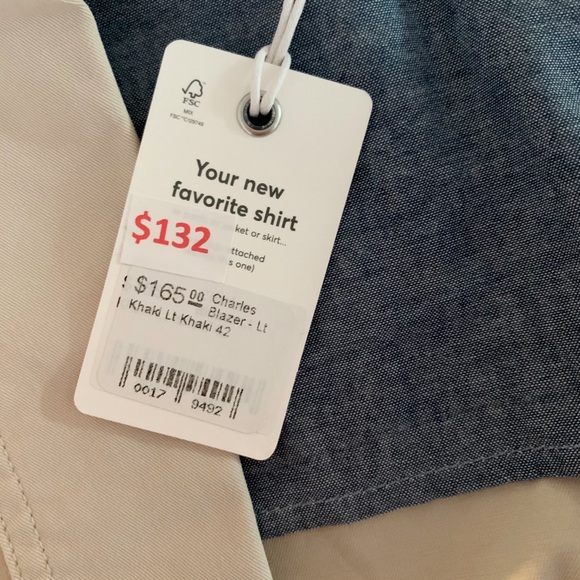 FSC
MIX
Your new
favorite shirt
ket or skirt...
$132
ttached
s one)
$165.00 Charles
Blazer - Lt
Khaki Lt Khaki 42
0017 9492